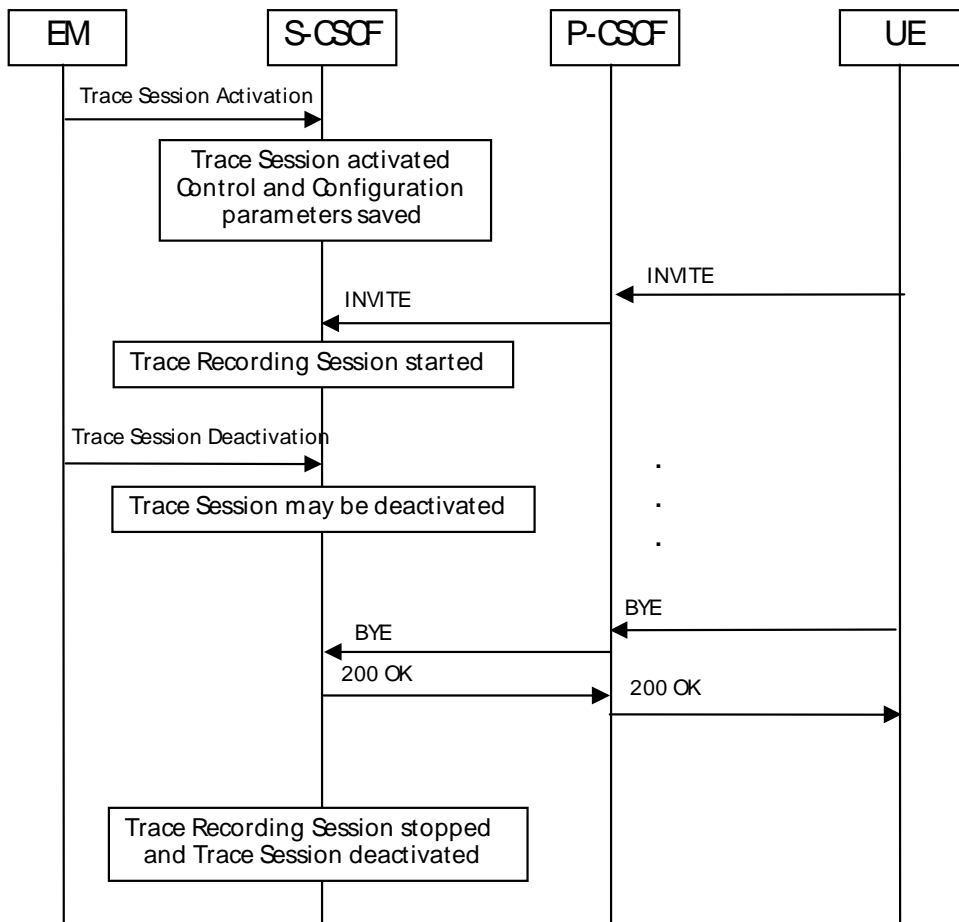 EM
S-CSCF
P-CSCF
UE
Trace Session Activation
Trace Session activated
Control and Configuration
parameters saved
INVITE
INVITE
Trace Recording Session started
Trace Session Deactivation
Trace Session may be deactivated
.
.
.
BYE
BYE
200 OK
200 OK
Trace Recording Session stopped
and Trace Session deactivated